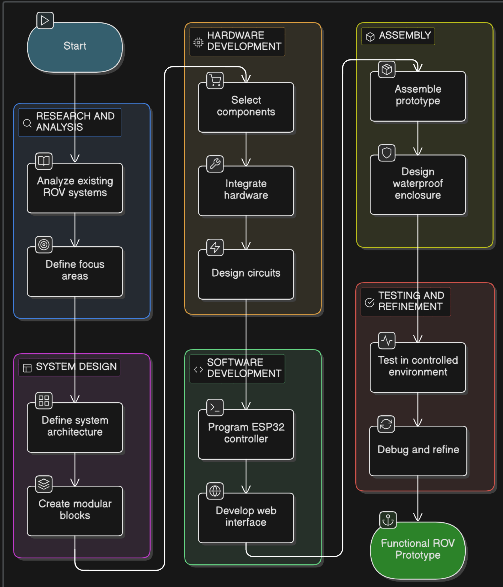 Start
RESEARCH AND
ANALYSIS
Analyze existing
ROV systems
Define focus
areas
SYSTEM DESIGN
Define system
architecture
Create modular
blocks
HARDWARE
DEVELOPMENT
Select
components
Integrate
hardware
Design circuits
SOFTWARE
DEVELOPMENT
Program ESP32
controller
Develop web
interface
ASSEMBLY
Assemble
prototype
Design
waterproof
enclosure
TESTING AND
REFINEMENT
Test in controlled
environment
Debug and refine
Functional ROV
Prototype